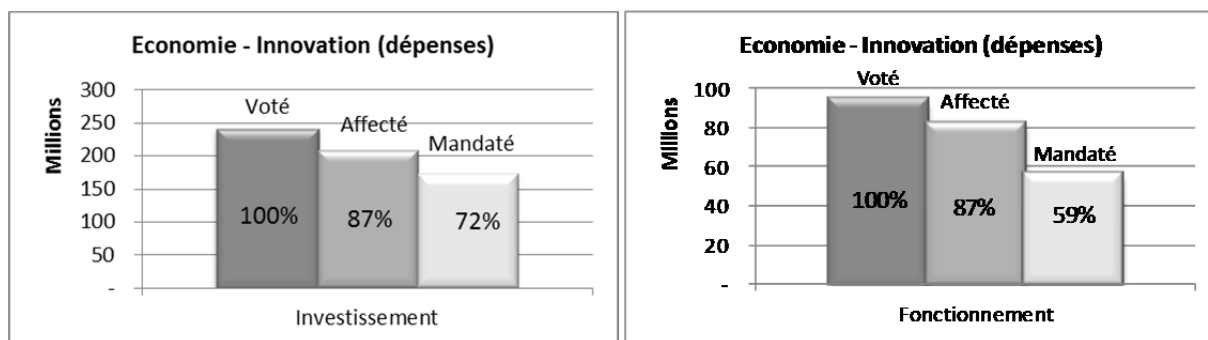 Economie - Innovation (dépenses)
Millions
300
250
200
150
100
50
-
Voté
Affecté
Mandaté
100%
87%
72%
Investissement
Economie - Innovation (dépenses)
Millions
100
80
60
40
20
-
Voté
Affecté
Mandaté
100%
87%
59%
Fonctionnement